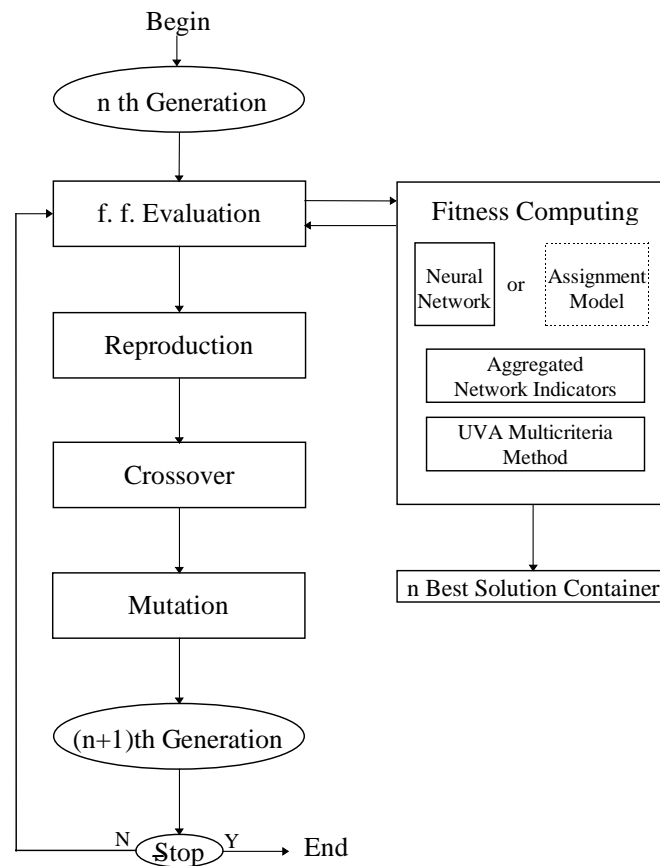 Begin
n th Generation
f. f. Evaluation
Reproduction
Crossover
Mutation
(n+1)th Generation
N
Stop
Y
End
Fitness Computing
Neural
Network
or
Assignment
Model
Aggregated
Network Indicators
UVA Multicriteria
Method
n Best Solution Container